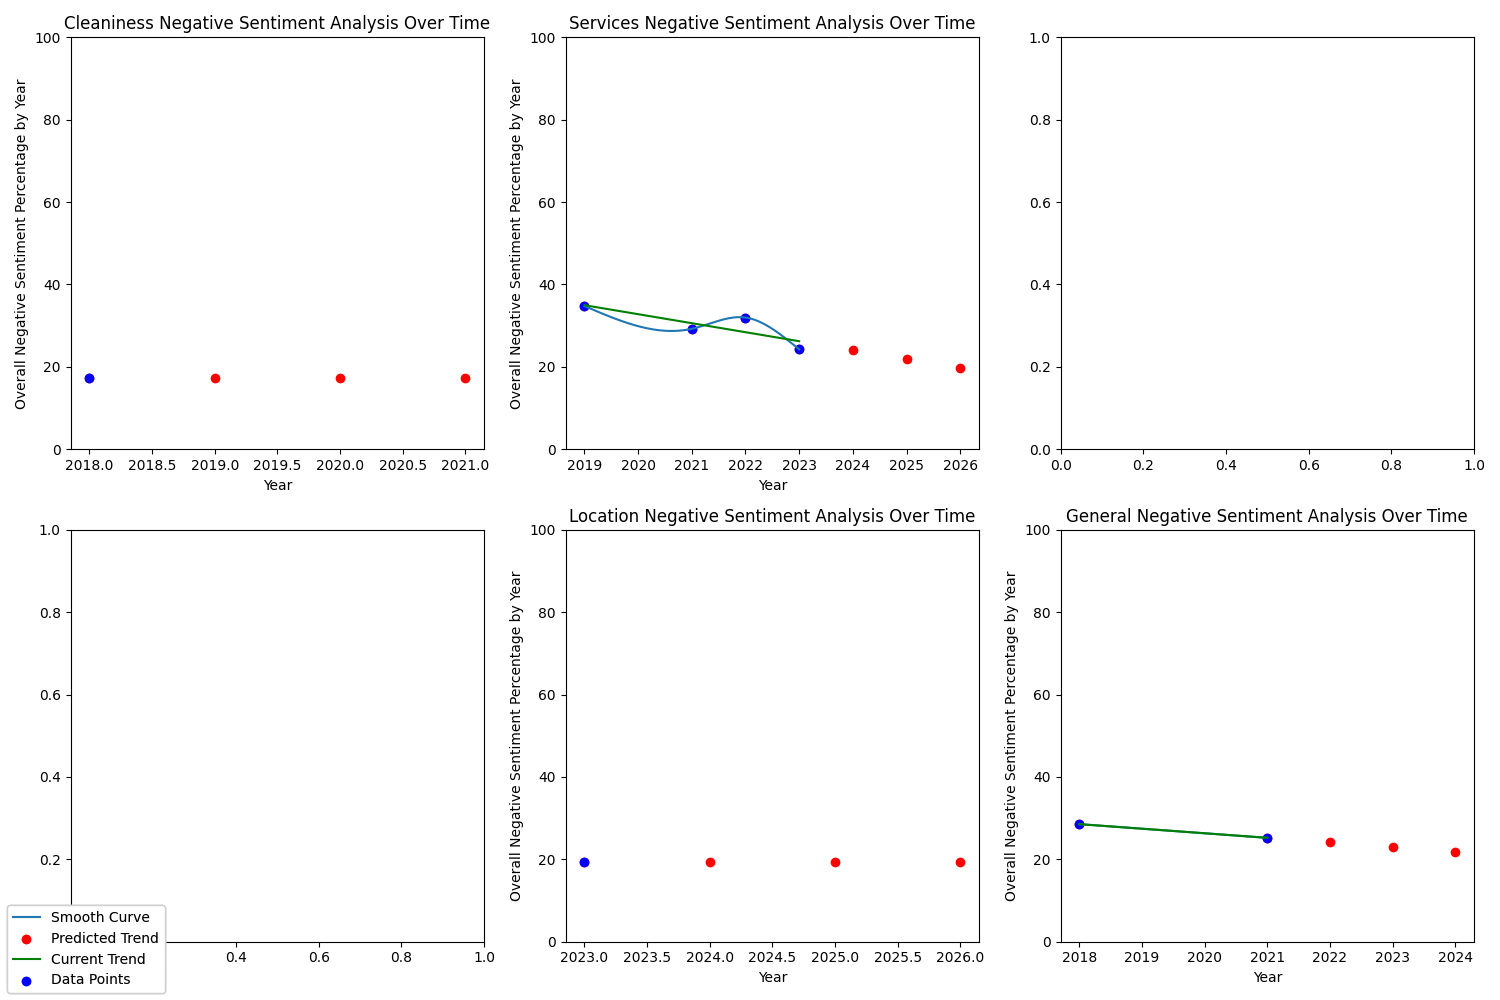 Cleaniness Negative Sentiment Analysis Over Time
Overall Negative Sentiment Percentage by Year
100
80
60
40
20
0
2018.0 2018.5 2019.0 2019.5 2020.0 2020.5 2021.0
Year
Services Negative Sentiment Analysis Over Time
Overall Negative Sentiment Percentage by Year
100
80
60
40
20
0
2019 2020 2021 2022 2023 2024 2025 2026
Year
1.0
0.8
0.6
0.4
0.2
0.0
0.0 0.2 0.4 0.6 0.8 1.0
1.0
0.8
0.6
0.4
0.2
0.4 0.6 0.8 1.0
Smooth Curve
Predicted Trend
Current Trend
Data Points
Location Negative Sentiment Analysis Over Time
Overall Negative Sentiment Percentage by Year
100
80
60
40
20
0
2023.0 2023.5 2024.0 2024.5 2025.0 2025.5 2026.0
Year
General Negative Sentiment Analysis Over Time
Overall Negative Sentiment Percentage by Year
100
80
60
40
20
0
2018 2019 2020 2021 2022 2023 2024
Year